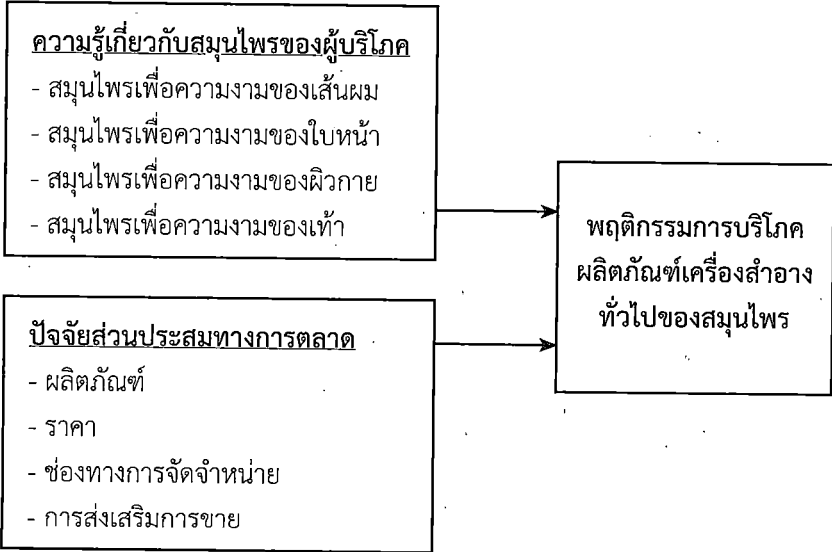 ความรู้เกี่ยวกับสมุนไพรของผู้บริโภค
- สมุนไพรเพื่อความงามของเส้นผม
- สมุนไพรเพื่อความงามของใบหน้า
- สมุนไพรเพื่อความงามของผิวกาย
- สมุนไพรเพื่อความงามของเท้า
พฤติกรรมการบริโภค
ผลิตภัณฑ์เครื่องสำอาง
ทั่วไปของสมุนไพร
ปัจจัยส่วนประสมทางการตลาด
- ผลิตภัณฑ์
- ราคา
- ช่องทางการจัดจำหน่าย
- การส่งเสริมการขาย